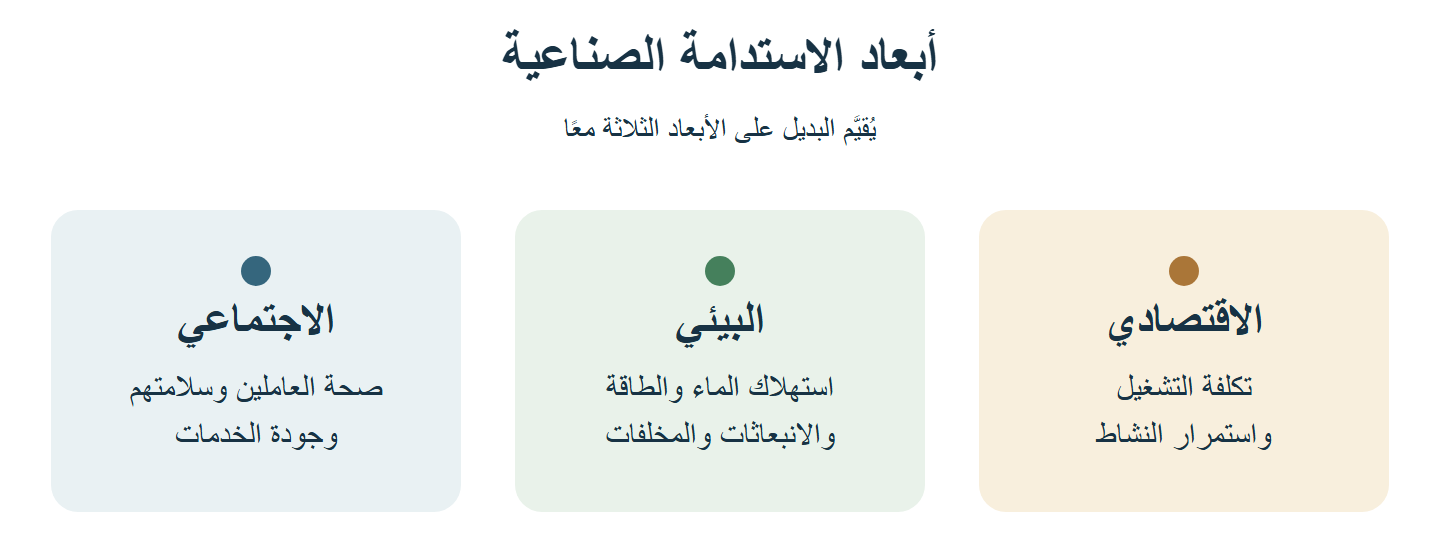 أبعاد الاستدامة الصناعية
يُقيَّم البديل على الأبعاد الثلاثة معًا
الاقتصادي
تكلفة التشغيل
واستمرار النشاط
البيئي
استهلاك الماء والطاقة
والانبعاثات والمخلفات
الاجتماعي
صحة العاملين وسلامتهم
وجودة الخدمات